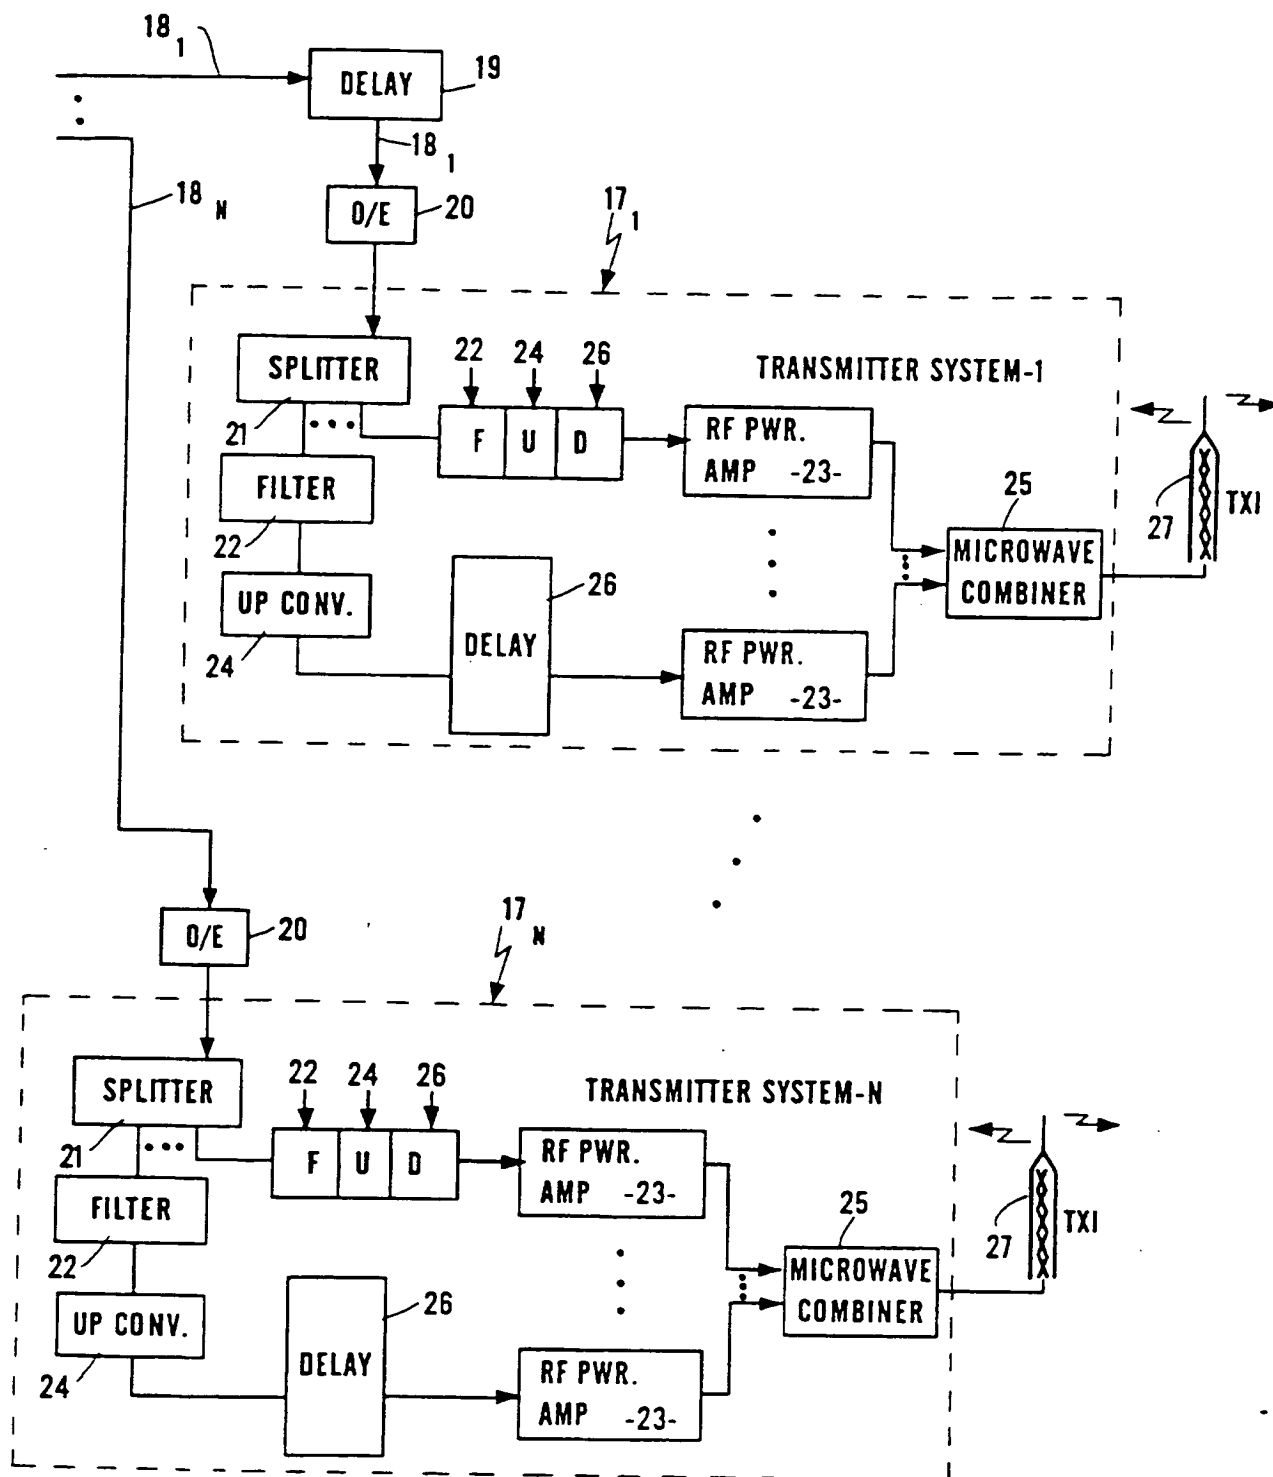 18 1
DELAY
19
18 1
18 N
O/E
20
17 1
SPLITTER
22 24 26
TRANSMITTER SYSTEM-1
21
F U D
RF PWR.
AMP -23-
FILTER
22
25
27
TX1
MICROWAVE
COMBINER
UP CONV.
24
26
DELAY
RF PWR.
AMP -23-
O/E
20
17 N
SPLITTER
22 24 26
TRANSMITTER SYSTEM-N
21
F U D
RF PWR.
AMP -23-
FILTER
22
25
27
TX1
MICROWAVE
COMBINER
UP CONV.
24
26
DELAY
RF PWR.
AMP -23-